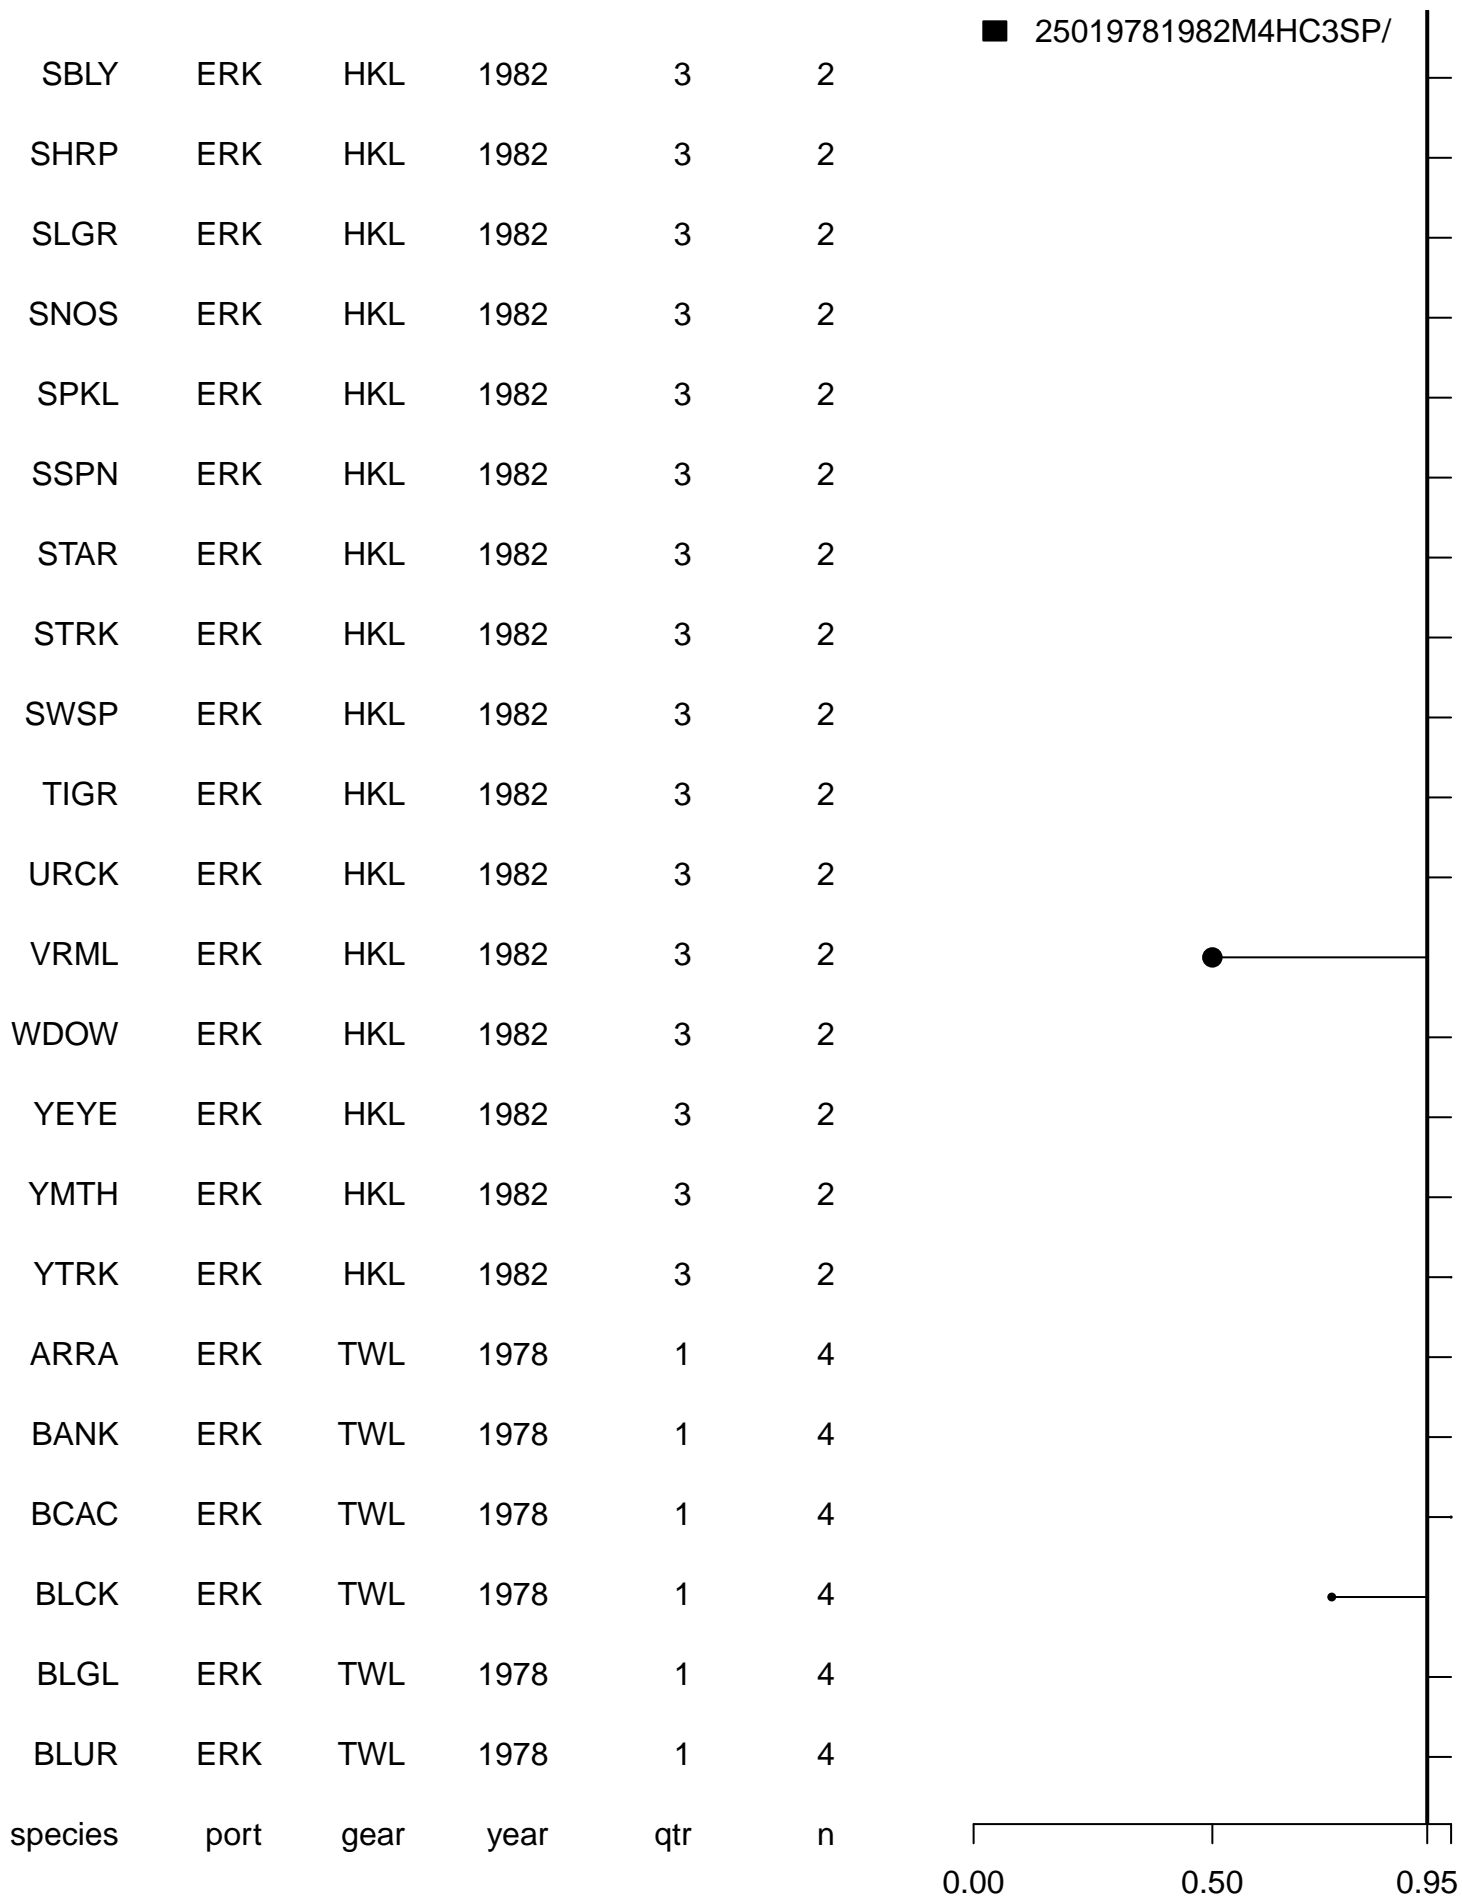 25019781982M4HC3SP/
SBLY ERK HKL 1982 3 2
SHRP ERK HKL 1982 3 2
SLGR ERK HKL 1982 3 2
SNOS ERK HKL 1982 3 2
SPKL ERK HKL 1982 3 2
SSPN ERK HKL 1982 3 2
STAR ERK HKL 1982 3 2
STRK ERK HKL 1982 3 2
SWSP ERK HKL 1982 3 2
TIGR ERK HKL 1982 3 2
URCK ERK HKL 1982 3 2
VRML ERK HKL 1982 3 2
WDOW ERK HKL 1982 3 2
YEYE ERK HKL 1982 3 2
YMTH ERK HKL 1982 3 2
YTRK ERK HKL 1982 3 2
ARRA ERK TWL 1978 1 4
BANK ERK TWL 1978 1 4
BCAC ERK TWL 1978 1 4
BLCK ERK TWL 1978 1 4
BLGL ERK TWL 1978 1 4
BLUR ERK TWL 1978 1 4
species port gear year qtr n
0.00 0.50 0.95